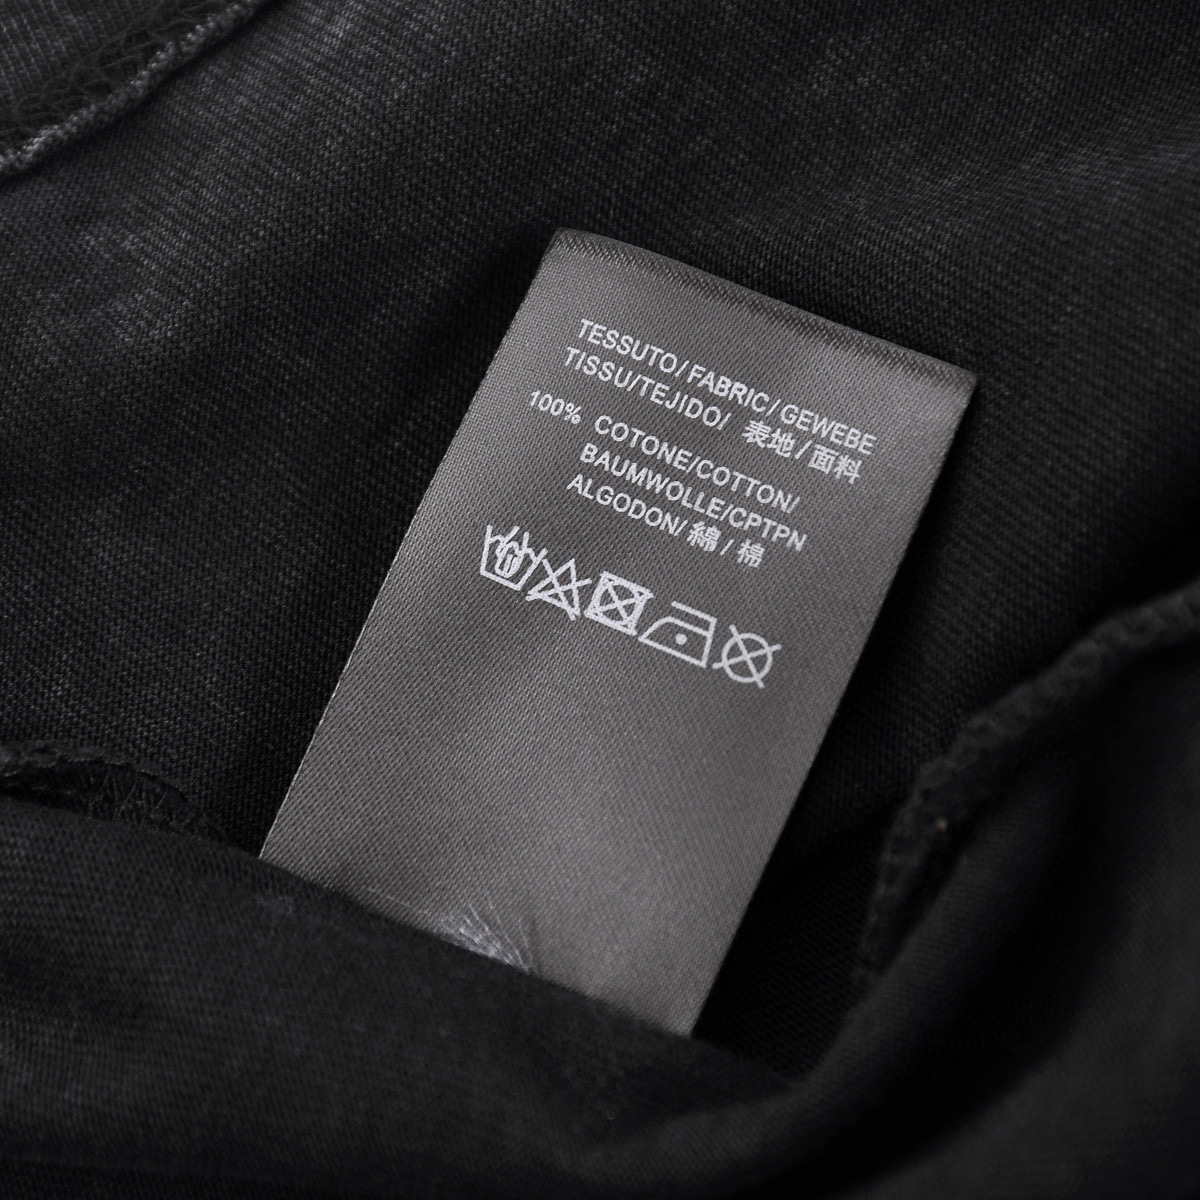 TESSUTO/FABRIC/GEWEBE
TISSU/TEJIDO/ 表地/面料
100% COTONE/COTTON/
BAUMWOLLE/CPTPN
ALGODON/綿/棉